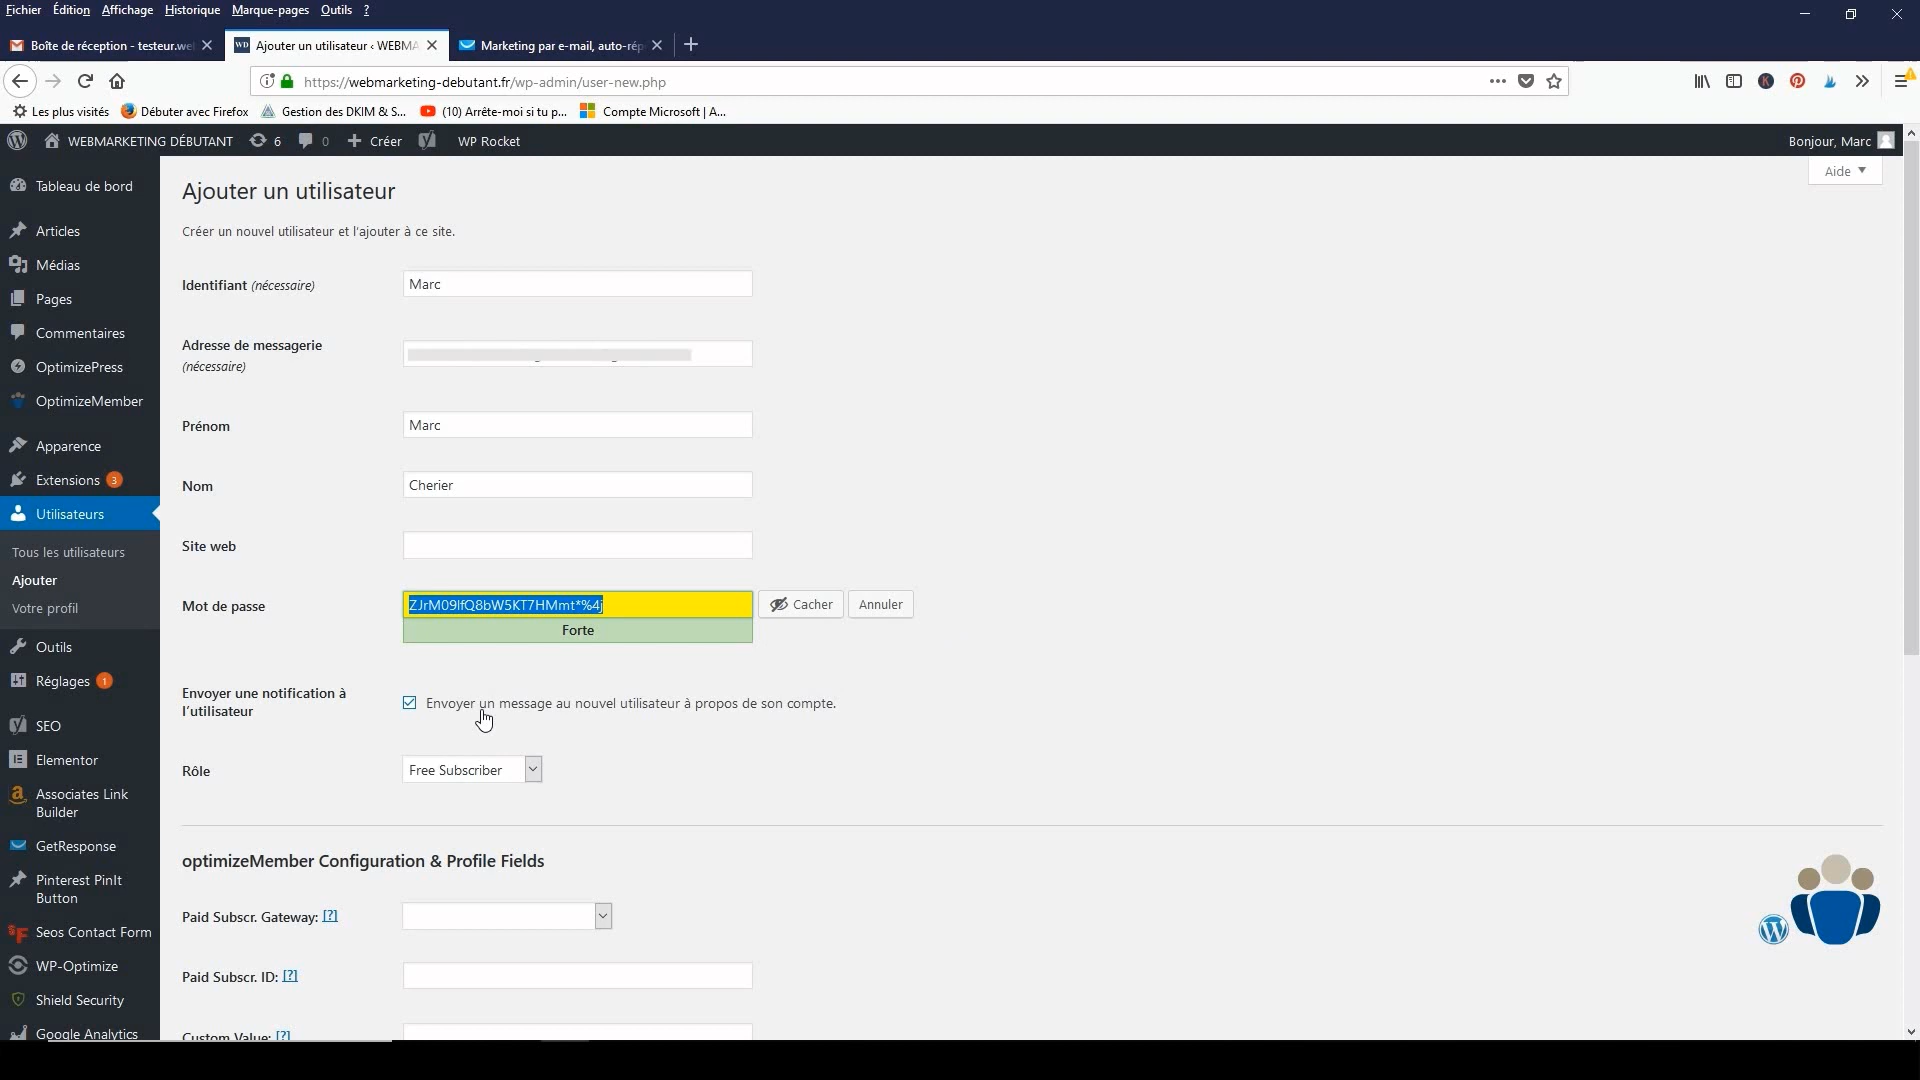 Fichier Édition Affichage Historique Marque-pages Outils ?
Boîte de réception - testeur.we
Ajouter un utilisateur ‹ WEBMA
Marketing par e-mail, auto-rép
https://webmarketing-debutant.fr/wp-admin/user-new.php
Les plus visités Débuter avec Firefox Gestion des DKIM & S... (10) Arrête-moi si tu p... Compte Microsoft | A...
WEBMARKETING DÉBUTANT 6 0 Créer WP Rocket Bonjour, Marc
Aide
Tableau de bord
Articles
Médias
Pages
Commentaires
OptimizePress
OptimizeMember
Apparence
Extensions 3
Utilisateurs
Tous les utilisateurs
Ajouter
Votre profil
Outils
Réglages 1
SEO
Elementor
Associates Link
Builder
GetResponse
Pinterest PinIt
Button
Seos Contact Form
WP-Optimize
Shield Security
Google Analytics
Ajouter un utilisateur
Créer un nouvel utilisateur et l'ajouter à ce site.
Identifiant (nécessaire) Marc
Adresse de messagerie
(nécessaire)
Prénom Marc
Nom Cherier
Site web
Mot de passe ZJrM09lfQ8bW5KT7HMmt*%4j Cacher Annuler
Forte
Envoyer une notification à
l'utilisateur
Envoyer un message au nouvel utilisateur à propos de son compte.
Rôle Free Subscriber
optimizeMember Configuration & Profile Fields
Paid Subscr. Gateway: [?]
Paid Subscr. ID: [?]
Custom Value: [?]